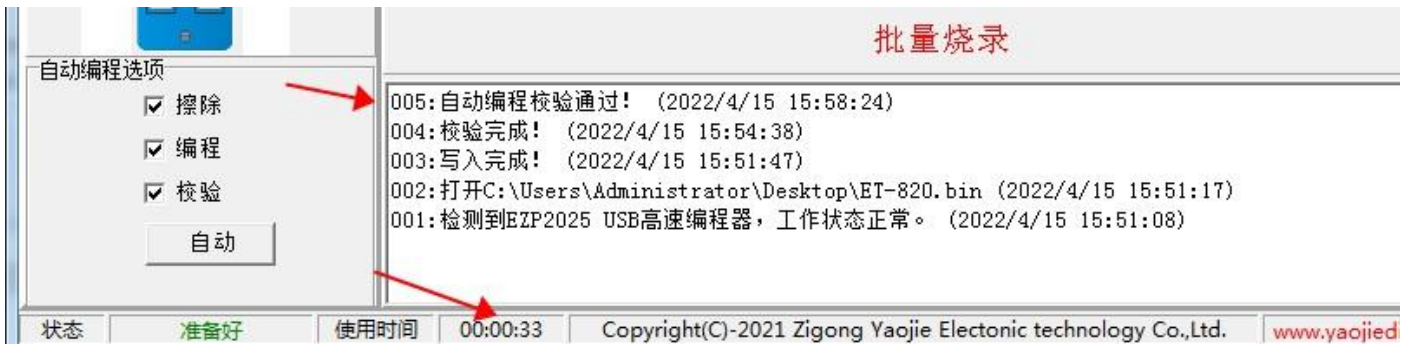 批量烧录
自动编程选项
擦除
编程
校验
自动
005:自动编程校验通过! (2022/4/15 15:58:24)
004:校验完成! (2022/4/15 15:54:38)
003:写入完成! (2022/4/15 15:51:47)
002:打开C:\Users\Administrator\Desktop\ET-820.bin (2022/4/15 15:51:17)
001:检测到EZP2025 USB高速编程器，工作状态正常。 (2022/4/15 15:51:08)
状态 准备好 使用时间 00:00:33 Copyright(C)-2021 Zigong Yaojie Electonic technology Co.,Ltd. www.yaojied